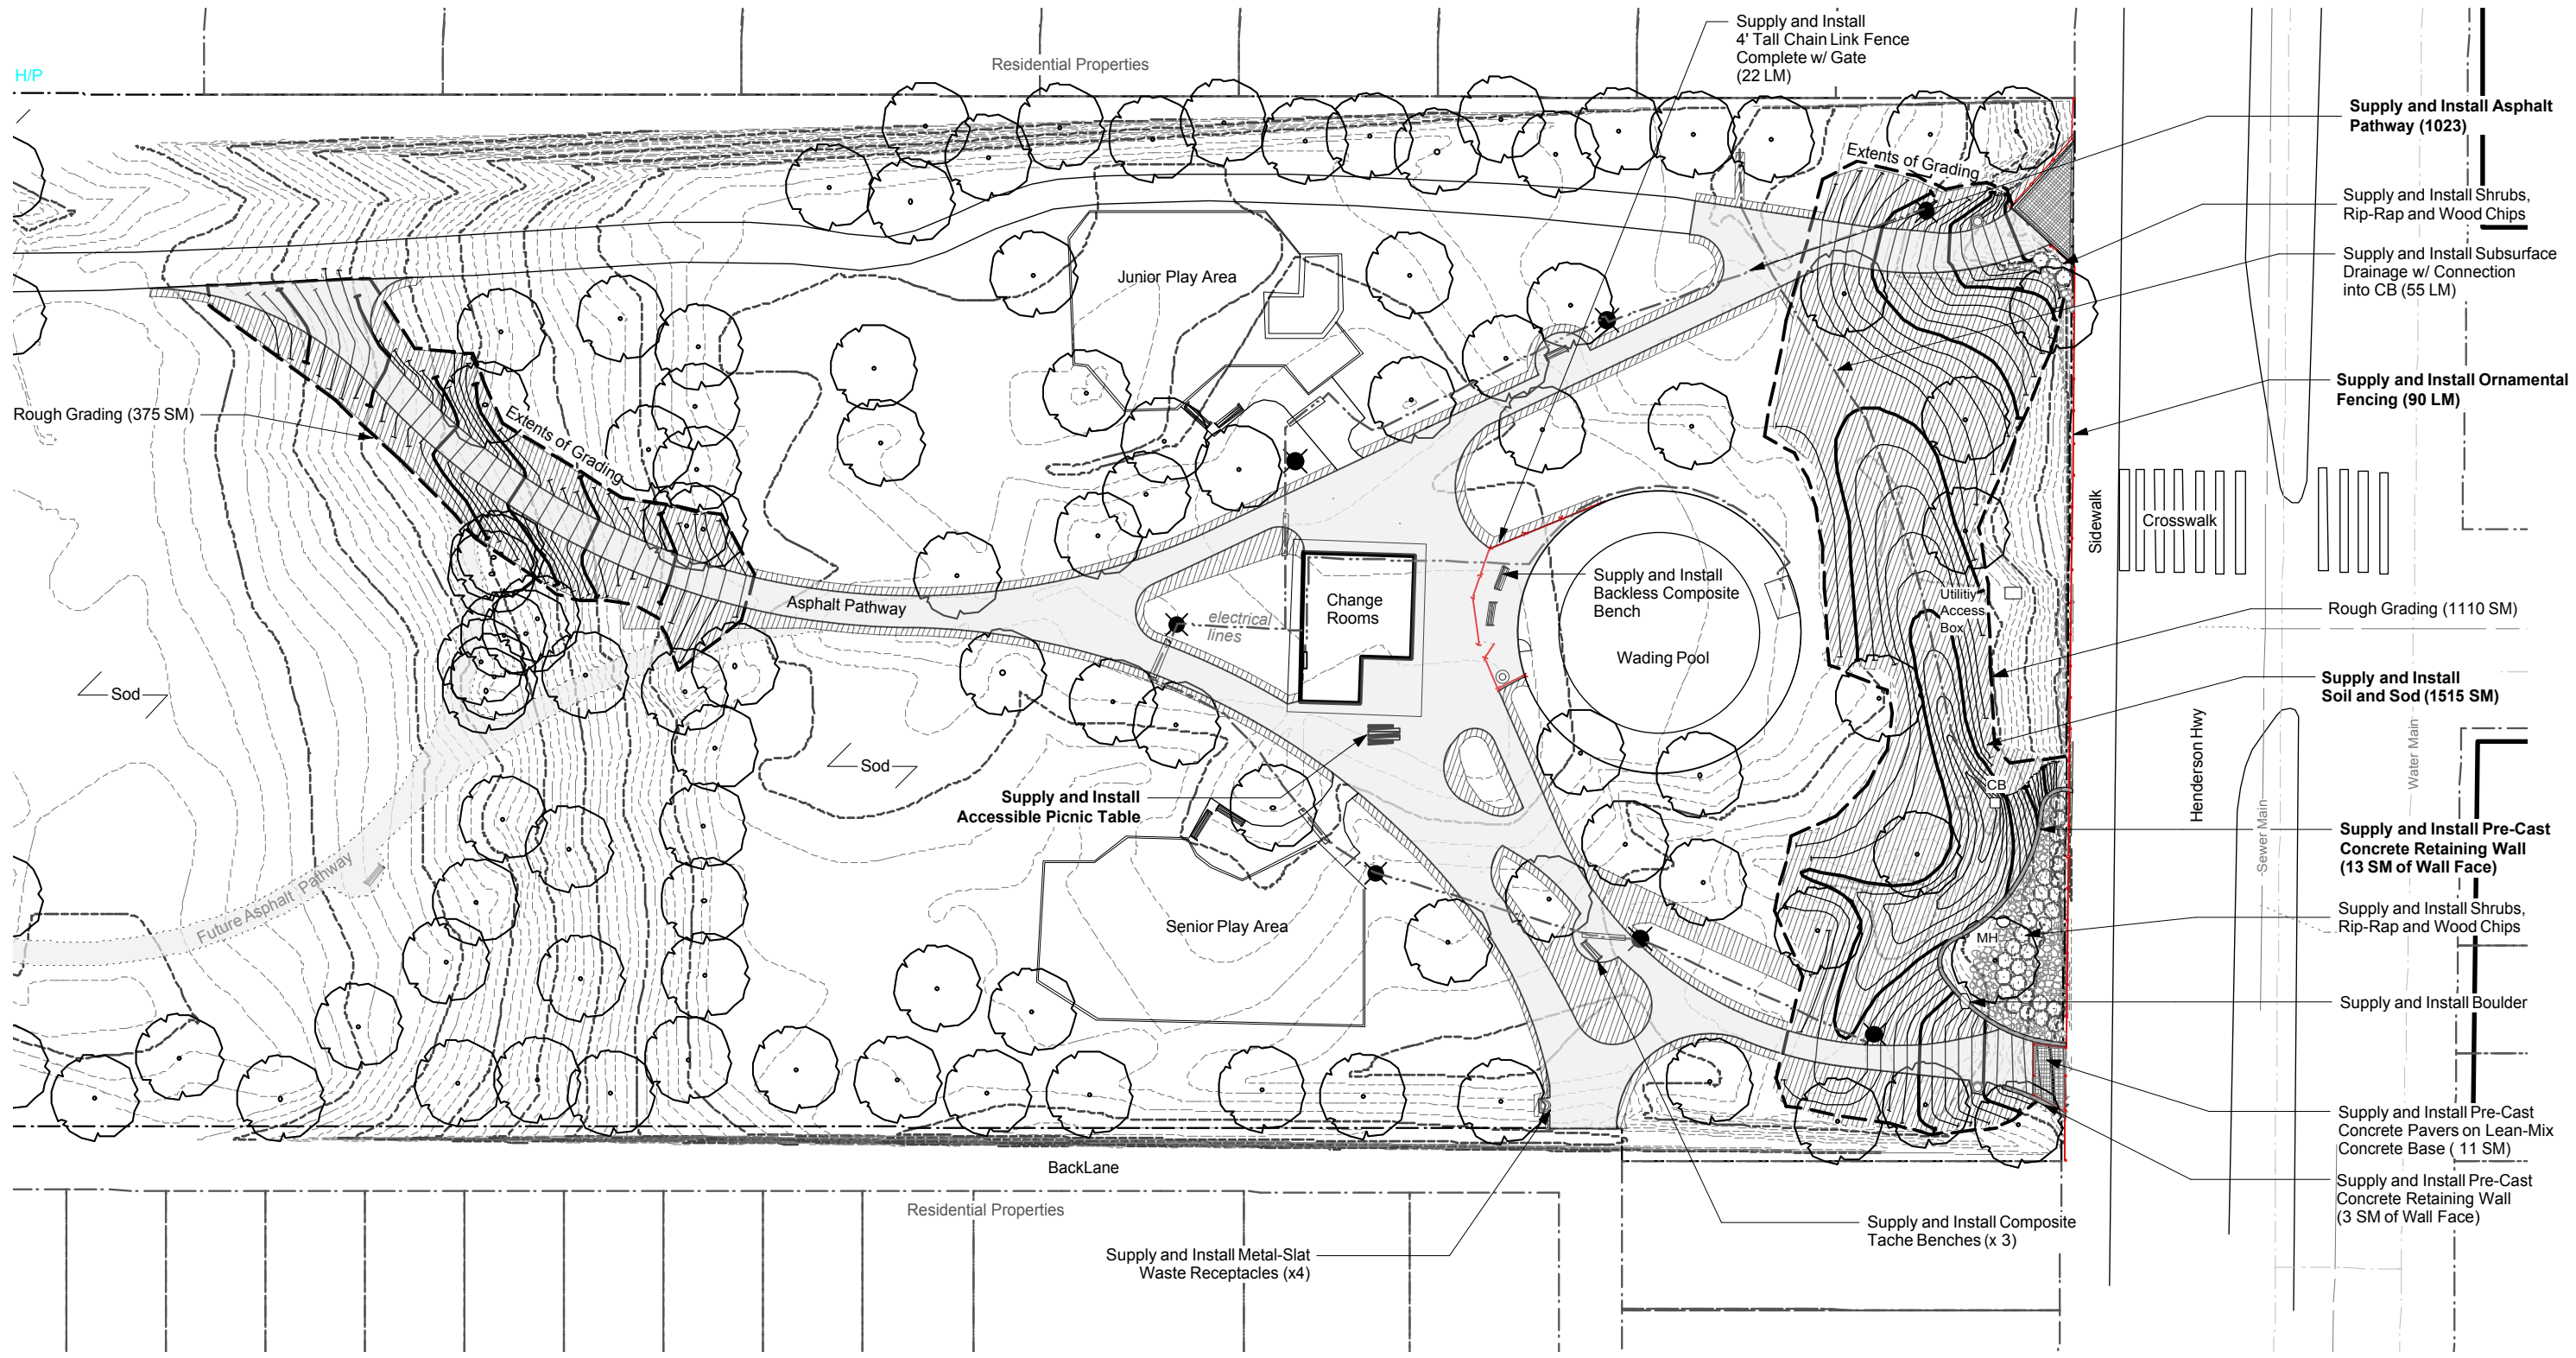 H/P
Residential Properties
Supply and Install
4' Tall Chain Link Fence
Complete w/ Gate
(22 LM)
Supply and Install Asphalt
Pathway (1023)
Extents of Grading
Supply and Install Shrubs,
Rip-Rap and Wood Chips
Supply and Install Subsurface
Drainage w/ Connection
into CB (55 LM)
Junior Play Area
Supply and Install Ornamental
Fencing (90 LM)
Rough Grading (375 SM)
Extents of Grading
Sidewalk
Crosswalk
Supply and Install
Backless Composite
Bench
Change
Rooms
Asphalt Pathway
electrical
lines
Utilitiy
Access
Box
Rough Grading (1110 SM)
Wading Pool
Sod
Supply and Install
Soil and Sod (1515 SM)
Henderson Hwy
Water Main
Sewer Main
Sod
CB
Supply and Install
Accessible Picnic Table
Supply and Install Pre-Cast
Concrete Retaining Wall
(13 SM of Wall Face)
Future Asphalt Pathway
Senior Play Area
MH
Supply and Install Shrubs,
Rip-Rap and Wood Chips
Supply and Install Boulder
Supply and Install Pre-Cast
Concrete Pavers on Lean-Mix
Concrete Base ( 11 SM)
BackLane
Supply and Install Pre-Cast
Concrete Retaining Wall
(3 SM of Wall Face)
Residential Properties
Supply and Install Composite
Tache Benches (x 3)
Supply and Install Metal-Slat
Waste Receptacles (x4)